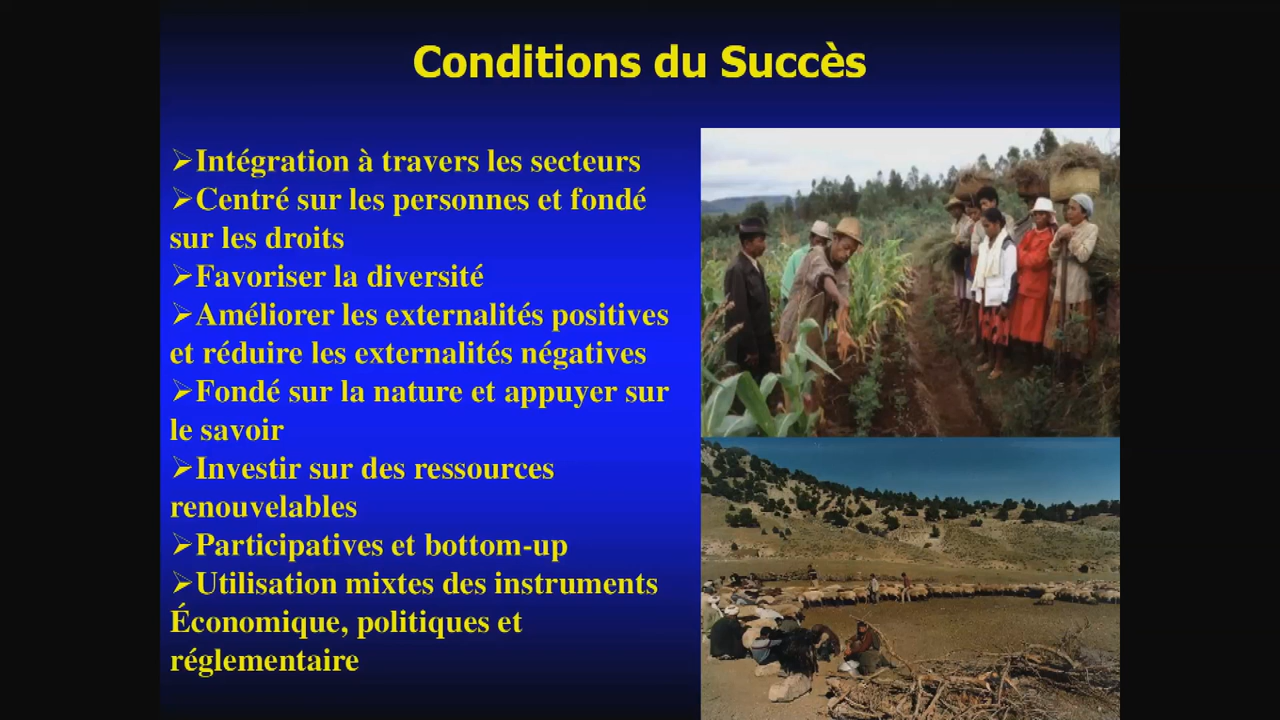 Conditions du Succès
➢Intégration à travers les secteurs
➢Centré sur les personnes et fondé
sur les droits
➢Favoriser la diversité
➢Améliorer les externalités positives
et réduire les externalités négatives
➢Fondé sur la nature et appuyer sur
le savoir
➢Investir sur des ressources
renouvelables
➢Participatives et bottom-up
➢Utilisation mixtes des instruments
Économique, politiques et
réglementaire